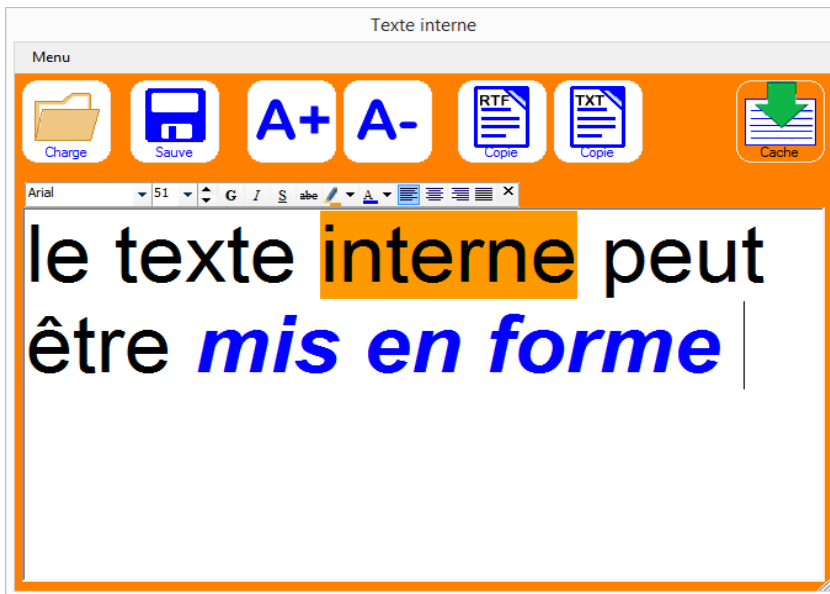 Texte interne
Menu
Charge Sauve A+ A- RTF Copie TXT Copie Cache
Arial 51 G I S abc A ×
le texte interne peut
être mis en forme